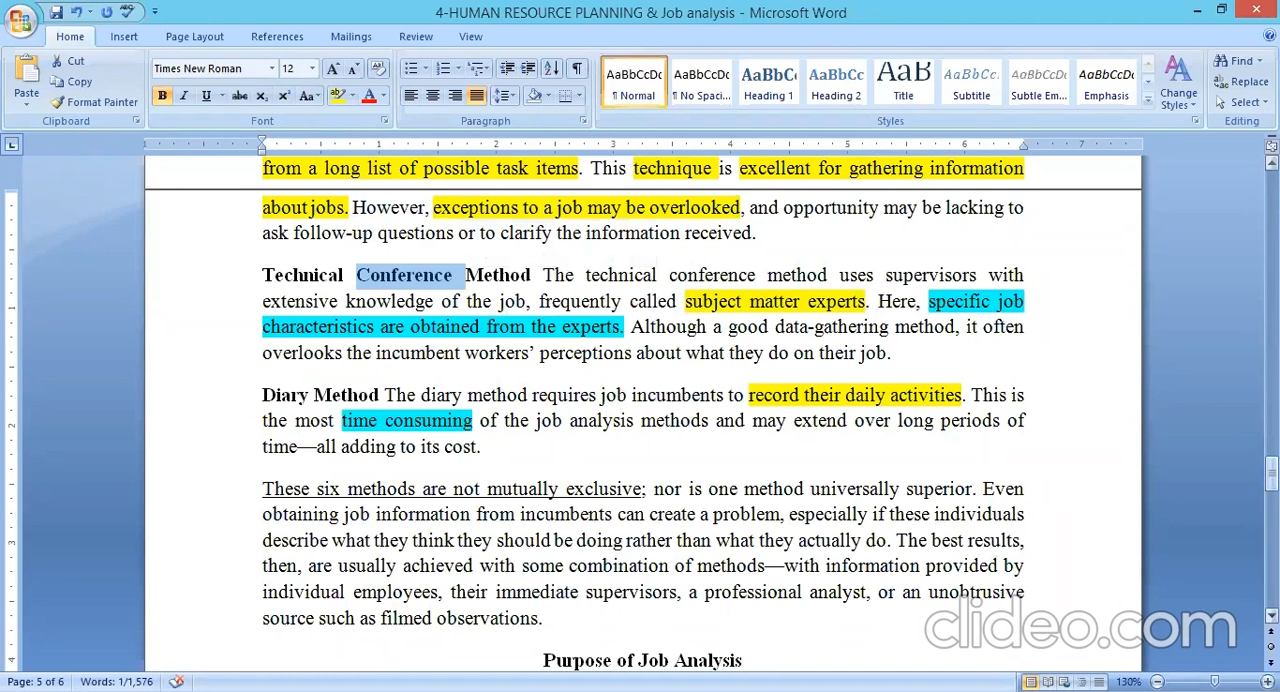 4-HUMAN RESOURCE PLANNING & Job analysis - Microsoft Word
Home Insert Page Layout References Mailings Review View
Paste Cut Copy Format Painter
Clipboard
Times New Roman 12
Font
Paragraph
AaBbCcDc AaBbCcDc AaBbC AaBbCc AaB AaBbCc. AaBbCcDc AaBbCcDc
¶ Normal ¶ No Spaci... Heading 1 Heading 2 Title Subtitle Subtle Em... Emphasis
Change Styles
Styles
Find Replace Select
Editing
from a long list of possible task items. This technique is excellent for gathering information
about jobs. However, exceptions to a job may be overlooked, and opportunity may be lacking to
ask follow-up questions or to clarify the information received.
Technical Conference Method The technical conference method uses supervisors with
extensive knowledge of the job, frequently called subject matter experts. Here, specific job
characteristics are obtained from the experts. Although a good data-gathering method, it often
overlooks the incumbent workers’ perceptions about what they do on their job.
Diary Method The diary method requires job incumbents to record their daily activities. This is
the most time consuming of the job analysis methods and may extend over long periods of
time—all adding to its cost.
These six methods are not mutually exclusive; nor is one method universally superior. Even
obtaining job information from incumbents can create a problem, especially if these individuals
describe what they think they should be doing rather than what they actually do. The best results,
then, are usually achieved with some combination of methods—with information provided by
individual employees, their immediate supervisors, a professional analyst, or an unobtrusive
source such as filmed observations.
clideo.com
Purpose of Job Analysis
Page: 5 of 6 Words: 1/1,576 130%